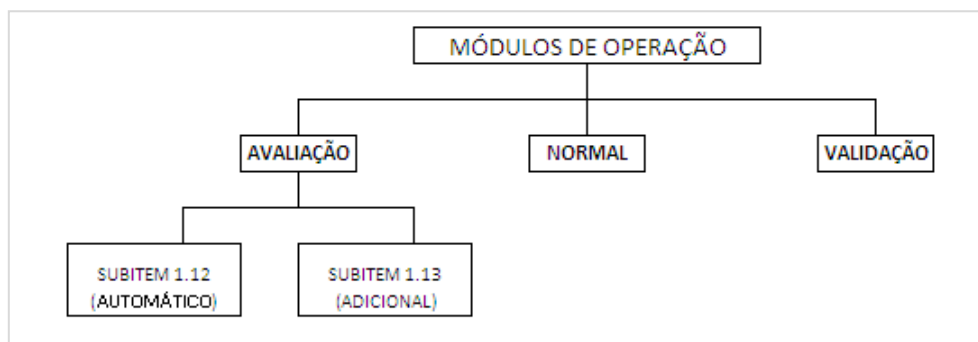 MÓDULOS DE OPERAÇÃO
AVALIAÇÃO
NORMAL
VALIDAÇÃO
SUBITEM 1.12
(AUTOMÁTICO)
SUBITEM 1.13
(ADICIONAL)